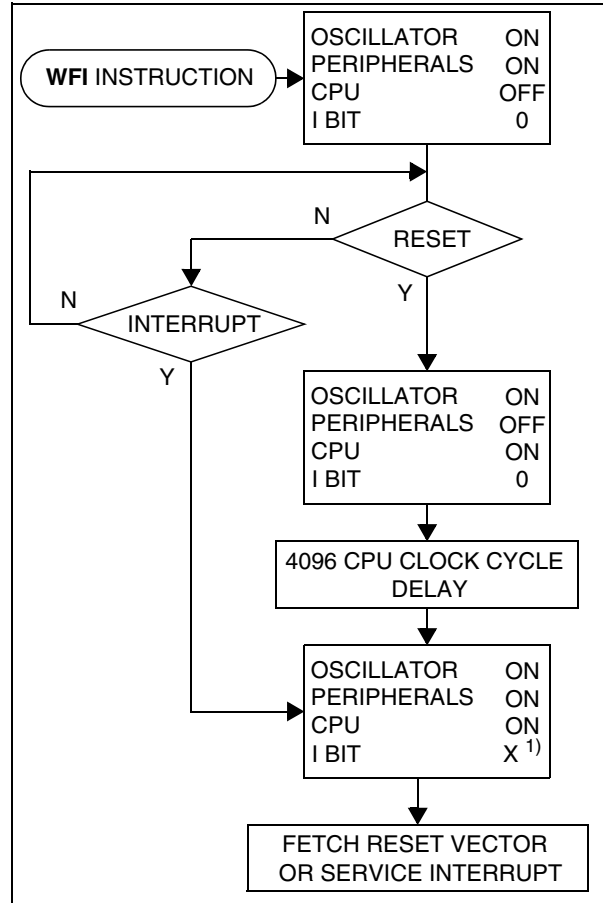 WFI INSTRUCTION
OSCILLATOR ON
PERIPHERALS ON
CPU OFF
I BIT 0
N
RESET
Y
N
INTERRUPT
Y
OSCILLATOR ON
PERIPHERALS OFF
CPU ON
I BIT 0
4096 CPU CLOCK CYCLE
DELAY
OSCILLATOR ON
PERIPHERALS ON
CPU ON
I BIT X 1)
FETCH RESET VECTOR
OR SERVICE INTERRUPT